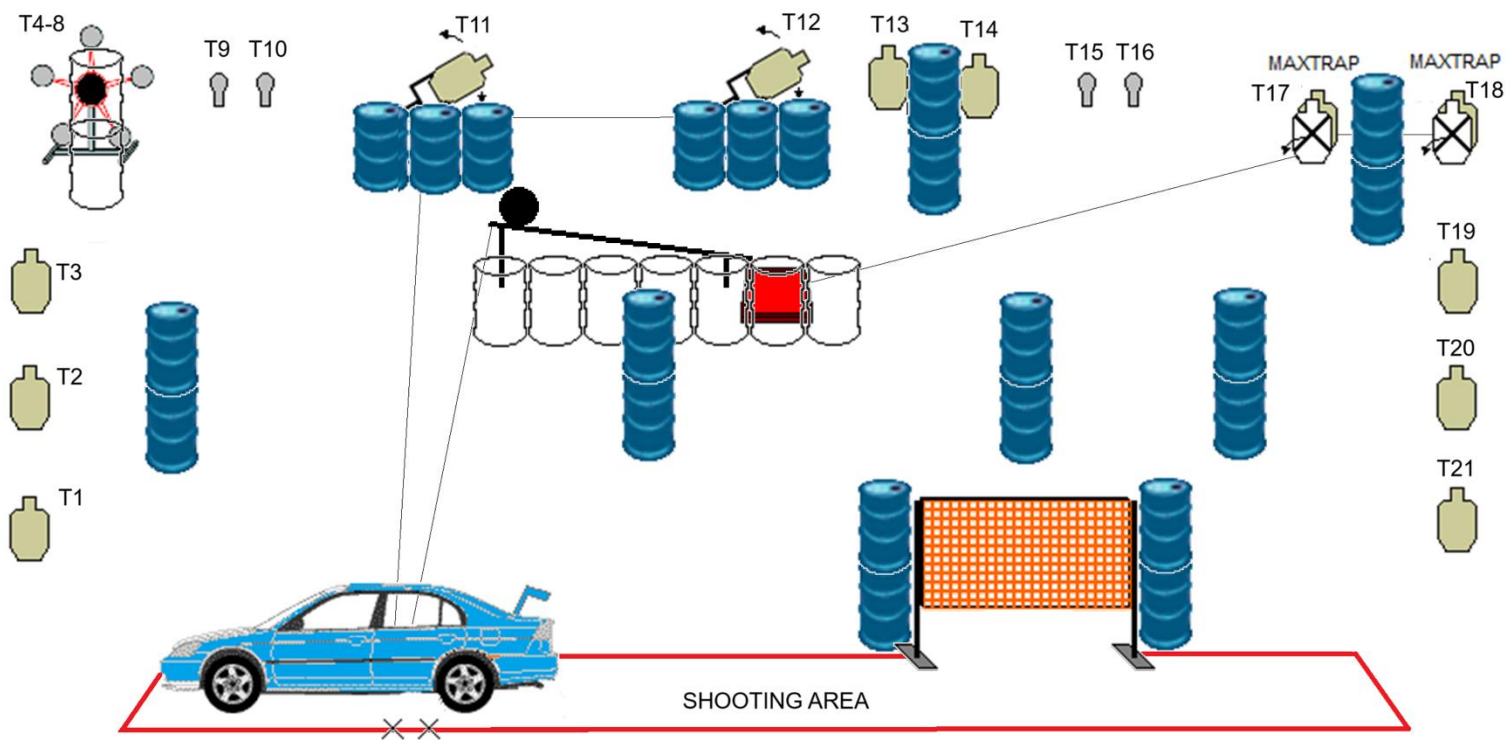 T4-8
T9
T10
T11
T12
T13
T14
T15
T16
MAXTRAP
MAXTRAP
T17
T18
T3
T19
T2
T20
T1
T21
SHOOTING AREA